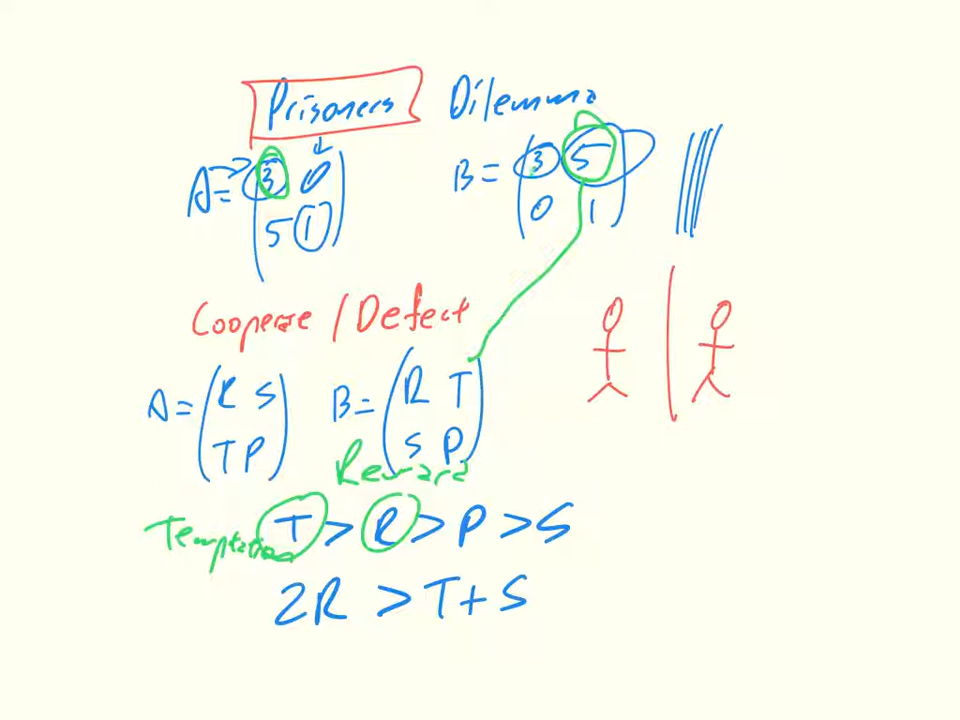 Prisoners Dilemma
A = (3 0
5 1) B = (3 5
0 1)
Cooperate / Defect
A = (R S
T P) B = (R T
S P)
Reward
Temptation T > R > P > S
2R > T + S